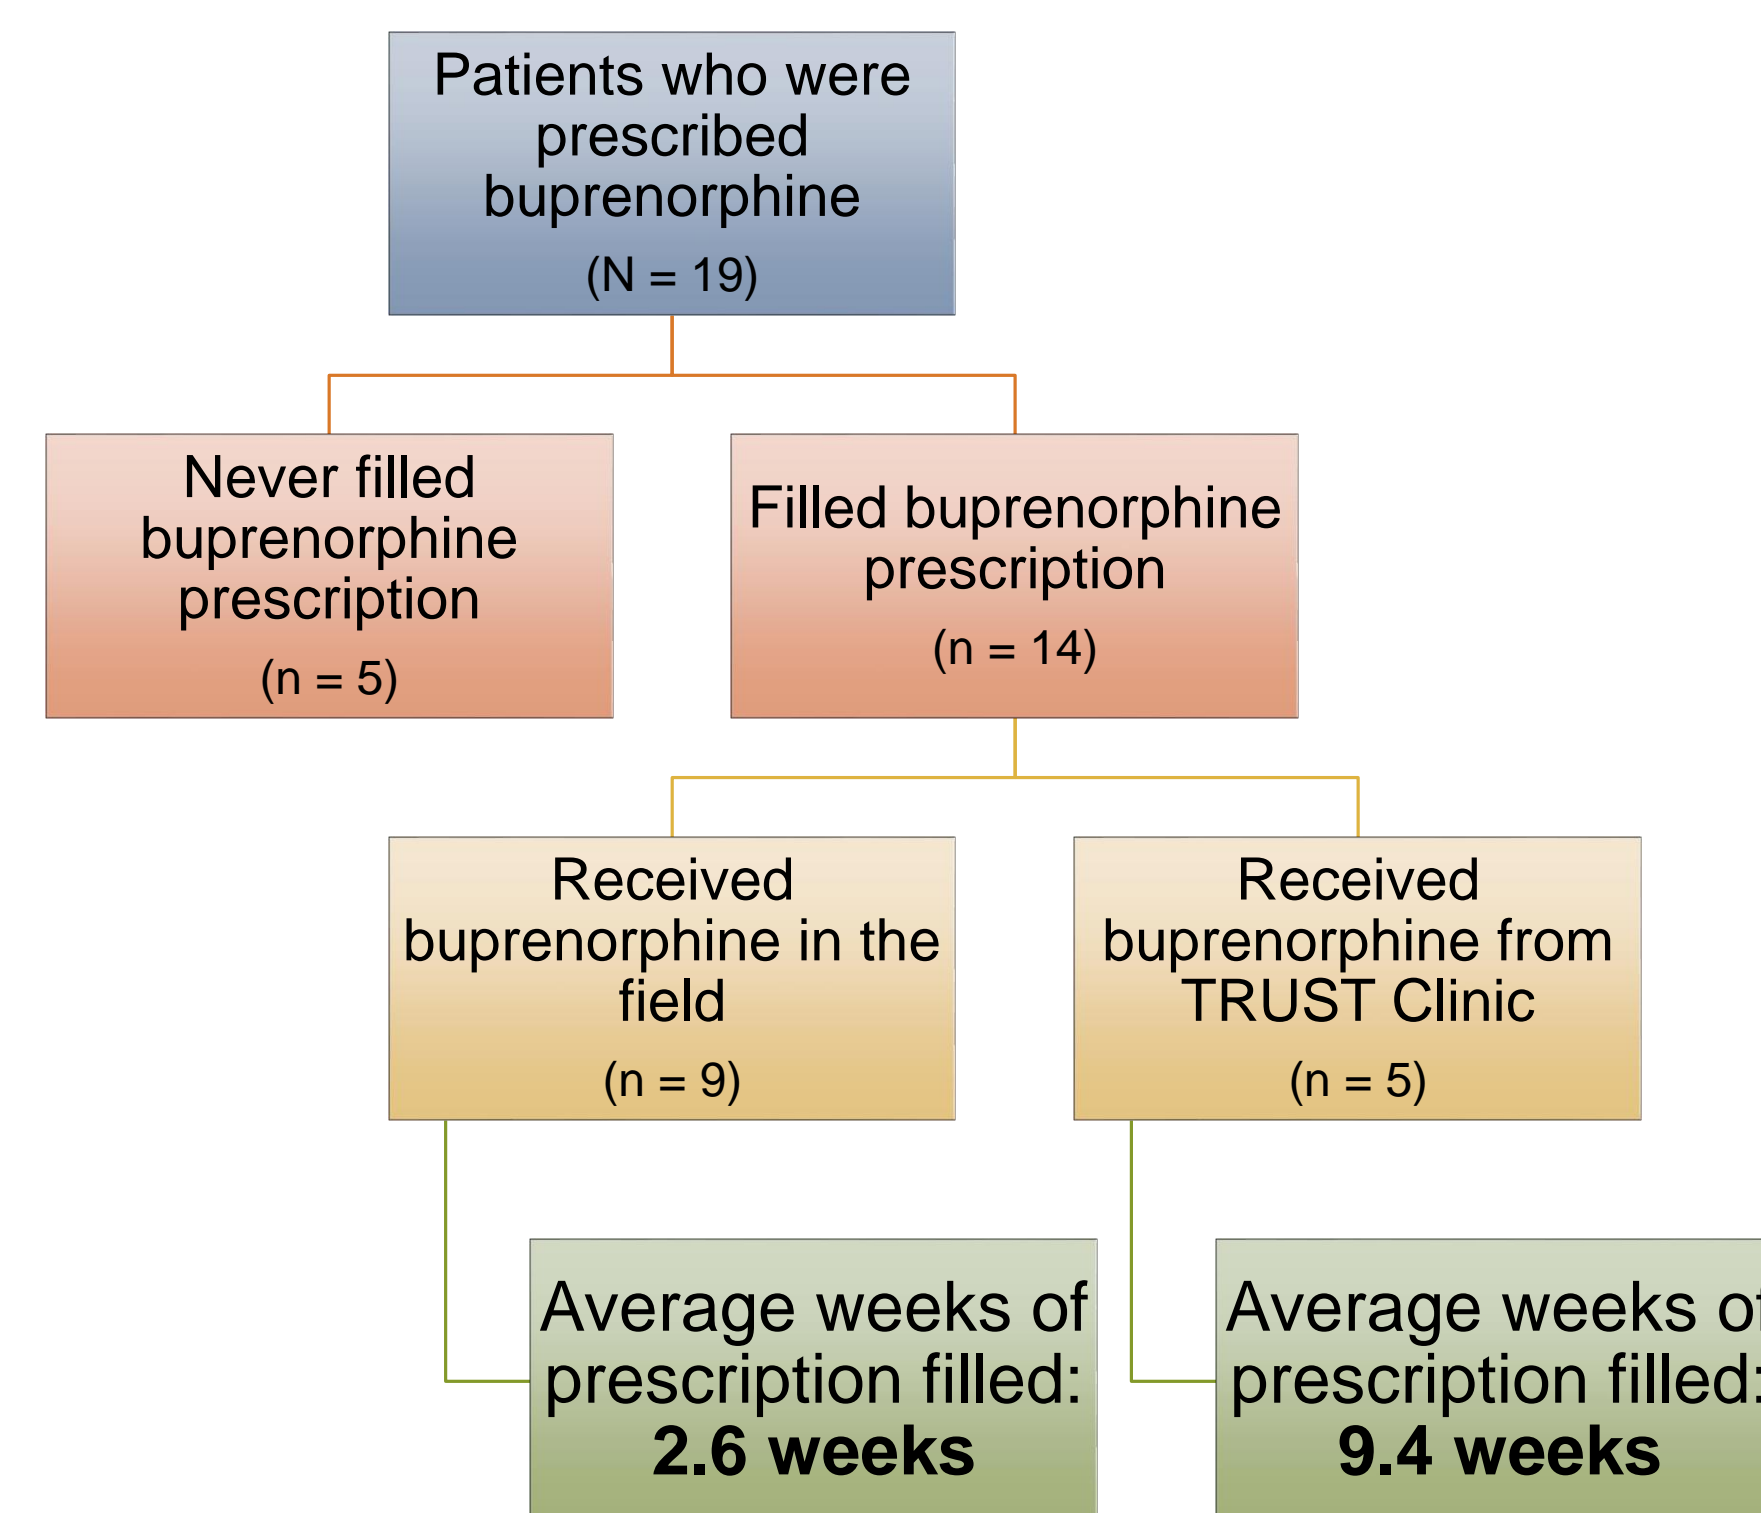 Patients who were
prescribed
buprenorphine
(N = 19)
Never filled
buprenorphine
prescription
(n = 5)
Filled buprenorphine
prescription
(n = 14)
Received
buprenorphine in the
field
(n = 9)
Received
buprenorphine from
TRUST Clinic
(n = 5)
Average weeks of
prescription filled:
2.6 weeks
Average weeks of
prescription filled:
9.4 weeks